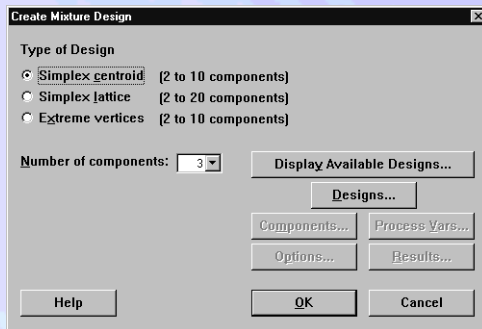 Create Mixture Design
Type of Design
Simplex centroid (2 to 10 components)
Simplex lattice (2 to 20 components)
Extreme vertices (2 to 10 components)
Number of components: 3 Display Available Designs...
Designs...
Components... Process Vars...
Options... Results...
Help OK Cancel